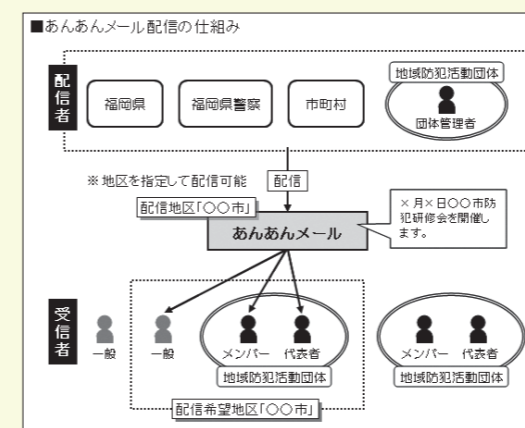 ■あんあんメール配信の仕組み
配信者
福岡県
福岡県警察
市町村
地域防犯活動団体
団体管理者
※地区を指定して配信可能
配信
配信地区「○○市」
あんあんメール
×月×日○○市防
犯研修会を開催し
ます。
受信者
一般
一般
メンバー 代表者
地域防犯活動団体
メンバー 代表者
地域防犯活動団体
配信希望地区「○○市」